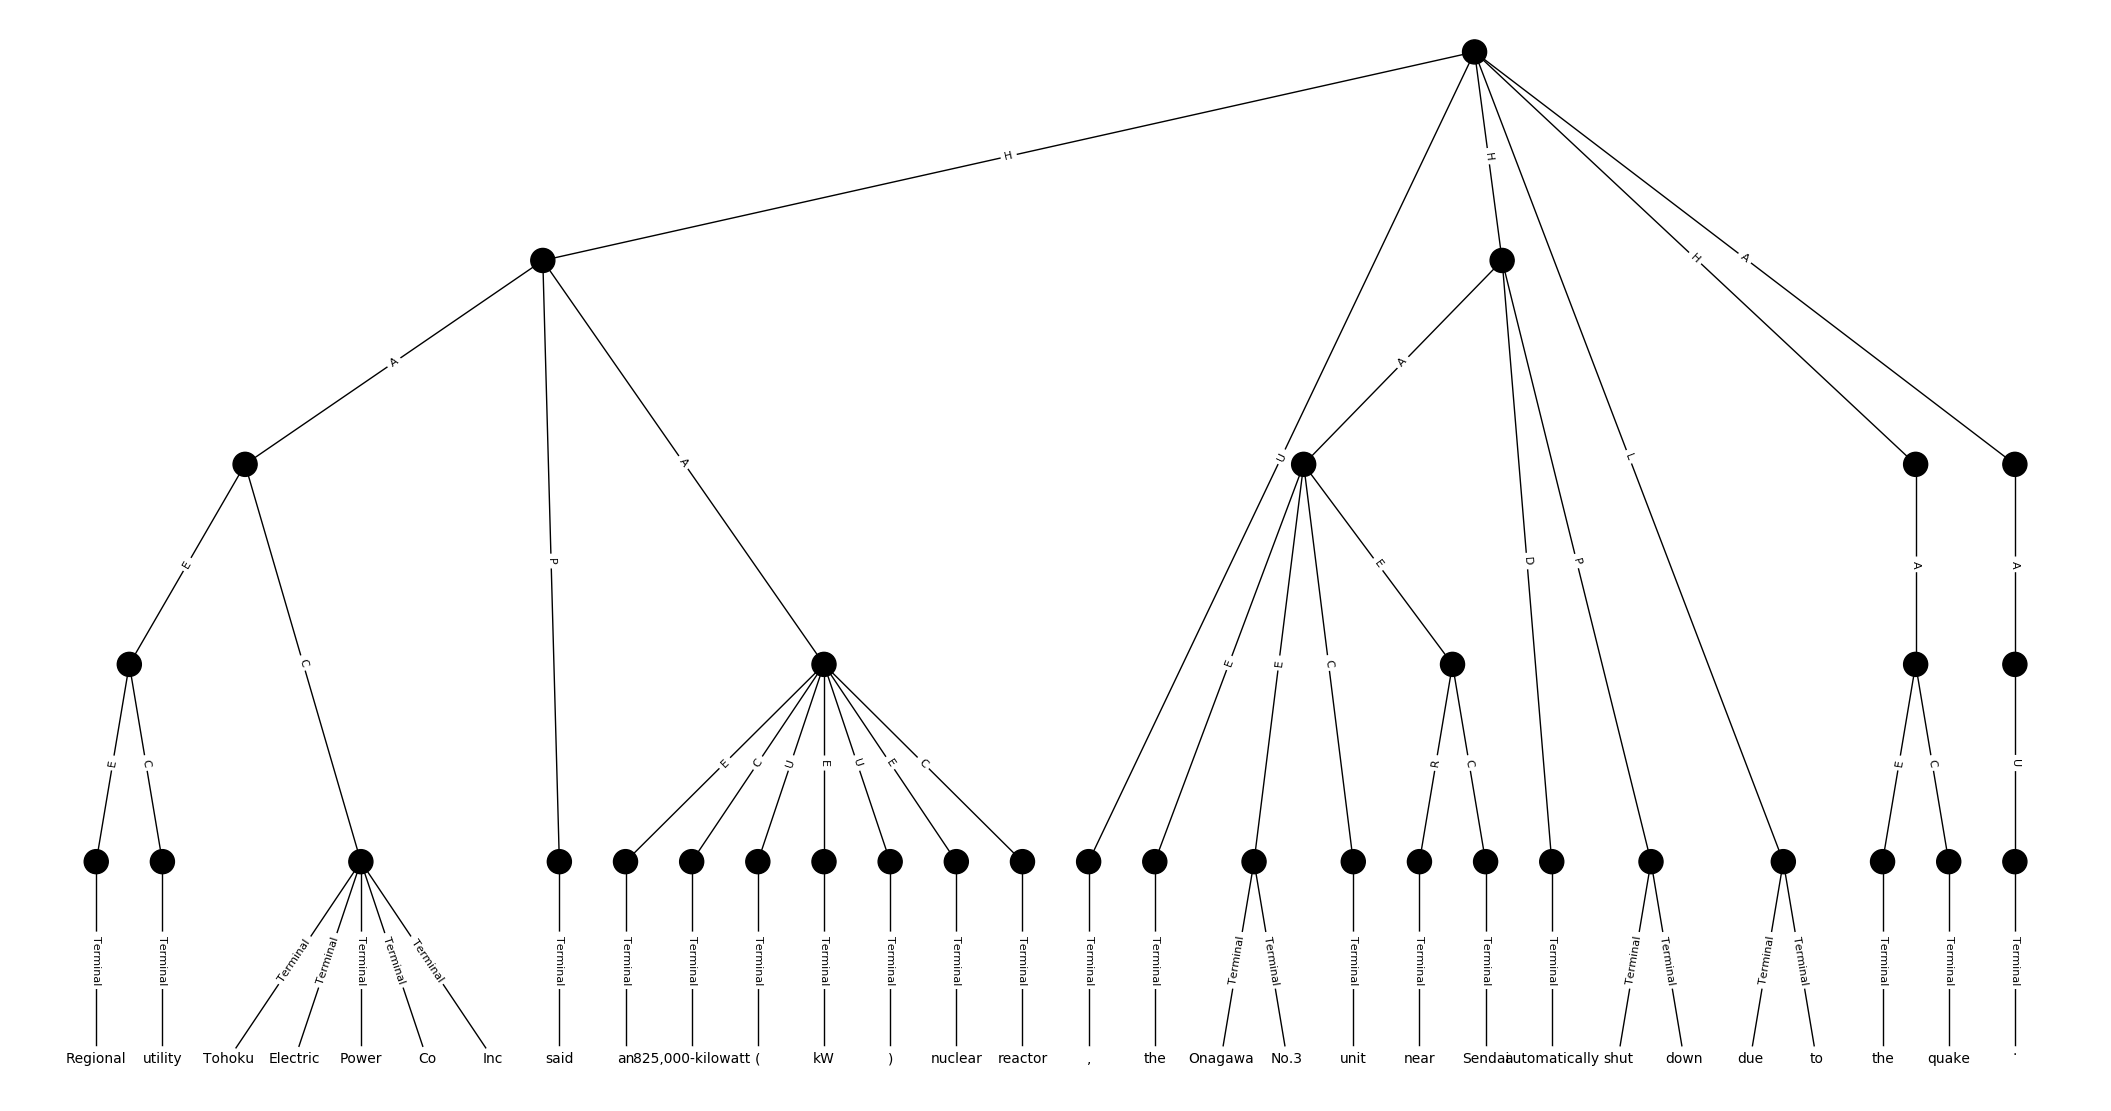 H
H
A
H
A
A
U
L
P
A
E
P
D
E
A
A
C
E
E
C
E
C
E
C
U
E
U
E
C
R
C
E
C
U
Terminal Terminal Terminal Terminal Terminal Terminal Terminal Terminal Terminal Terminal Terminal Terminal Terminal Terminal Terminal Terminal Terminal Terminal Terminal Terminal Terminal Terminal Terminal Terminal Terminal Terminal Terminal Terminal Terminal Terminal
Regional utility Tohoku Electric Power Co Inc said an 825,000-kilowatt ( kW ) nuclear reactor , the Onagawa No.3 unit near Sendai automatically shut down due to the quake .